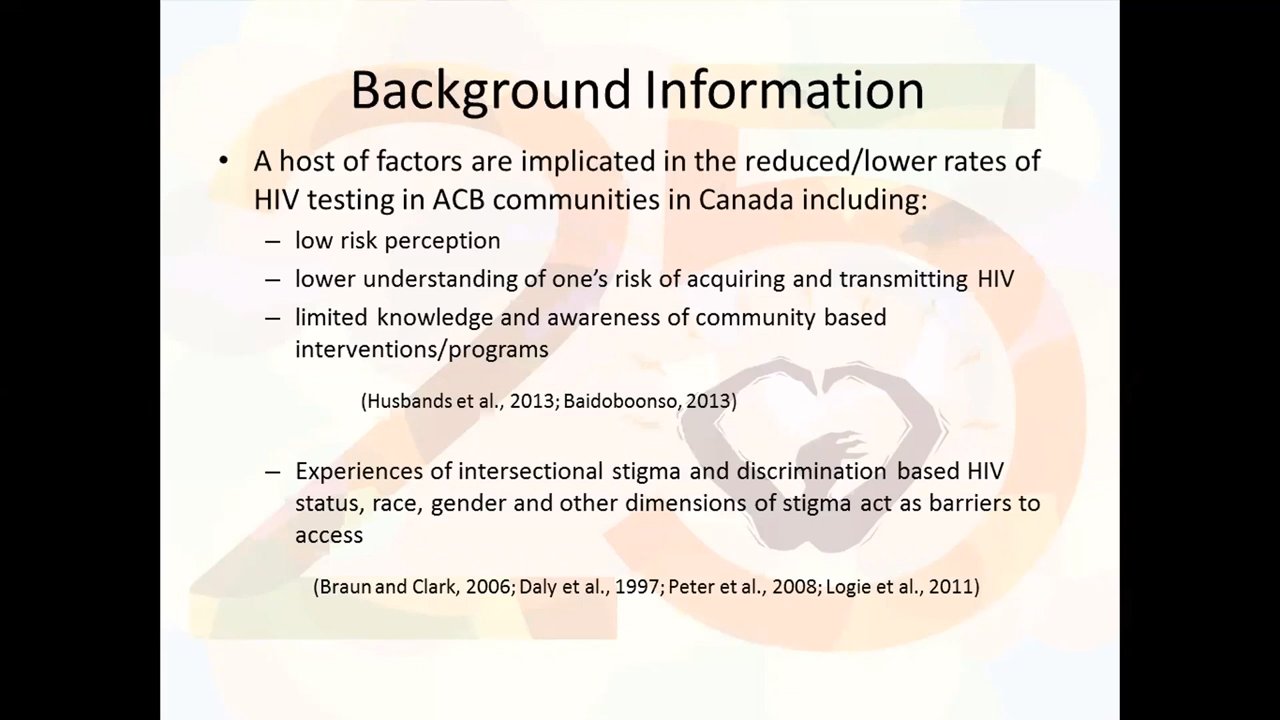 Background Information
• A host of factors are implicated in the reduced/lower rates of
HIV testing in ACB communities in Canada including:
– low risk perception
– lower understanding of one's risk of acquiring and transmitting HIV
– limited knowledge and awareness of community based
interventions/programs
(Husbands et al., 2013; Baidoboonso, 2013)
– Experiences of intersectional stigma and discrimination based HIV
status, race, gender and other dimensions of stigma act as barriers to
access
(Braun and Clark, 2006; Daly et al., 1997; Peter et al., 2008; Logie et al., 2011)
25